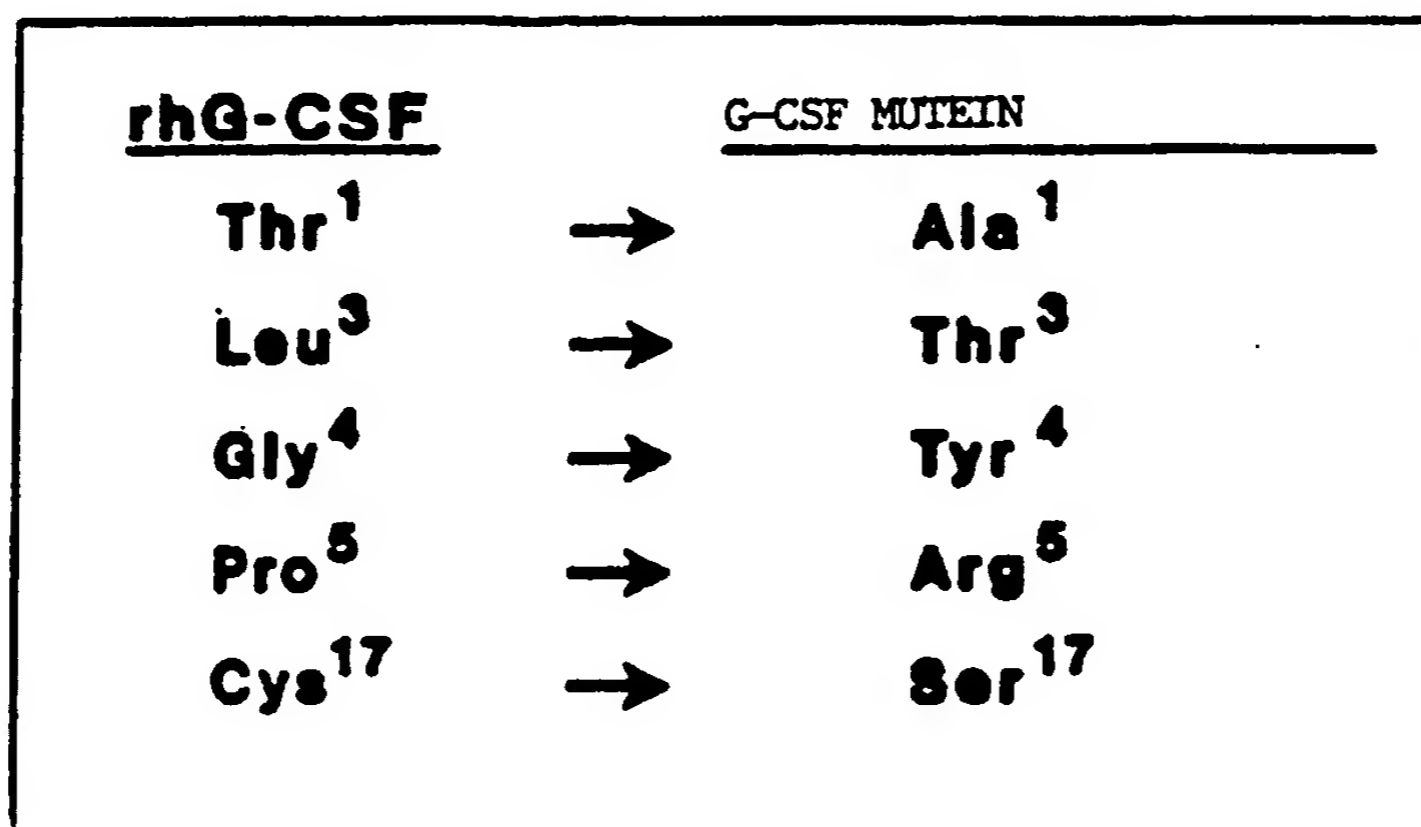 rhG-CSF G-CSF MUTEIN
Thr¹ → Ala¹
Leu³ → Thr³
Gly⁴ → Tyr⁴
Pro⁵ → Arg⁵
Cys¹⁷ → Ser¹⁷